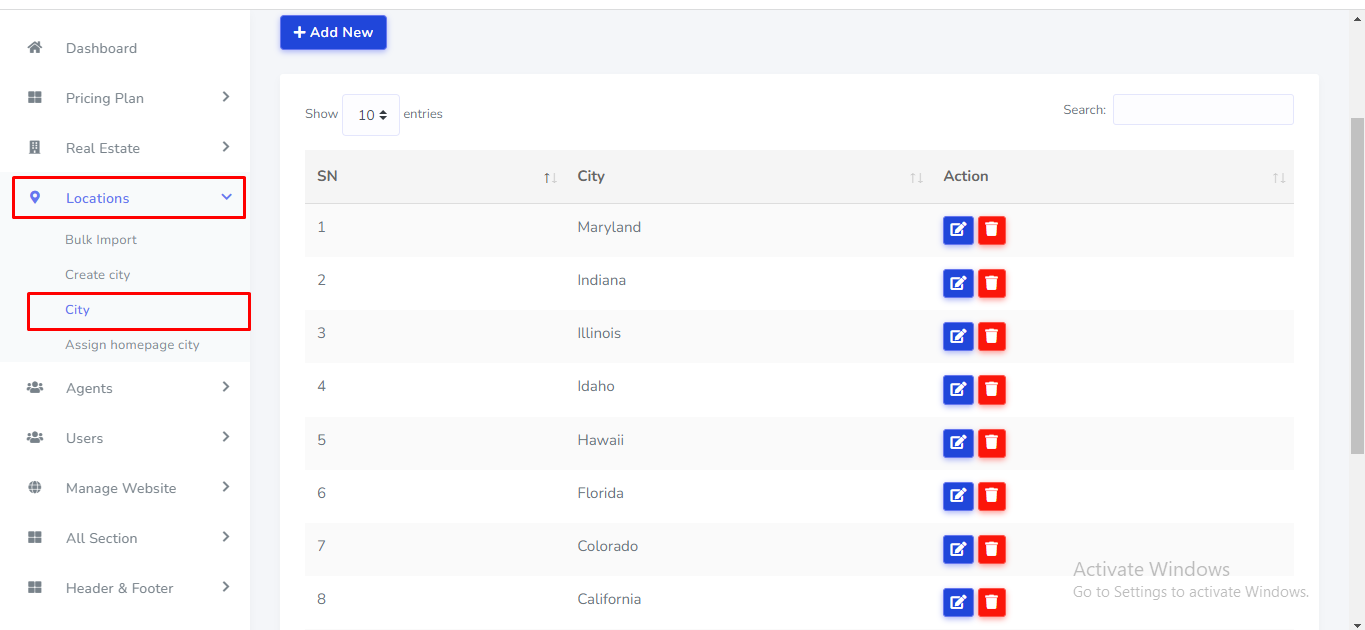 Dashboard
Pricing Plan
Real Estate
Locations
Bulk Import
Create city
City
Assign homepage city
Agents
Users
Manage Website
All Section
Header & Footer
Add New
Show 10 entries
Search:
SN City Action
1 Maryland
2 Indiana
3 Illinois
4 Idaho
5 Hawaii
6 Florida
7 Colorado
8 California
Activate Windows
Go to Settings to activate Windows.